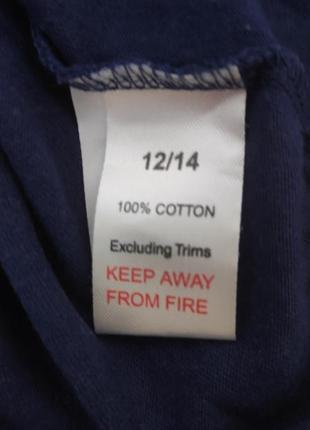 12/14
100% COTTON
Excluding Trims
KEEP AWAY
FROM FIRE